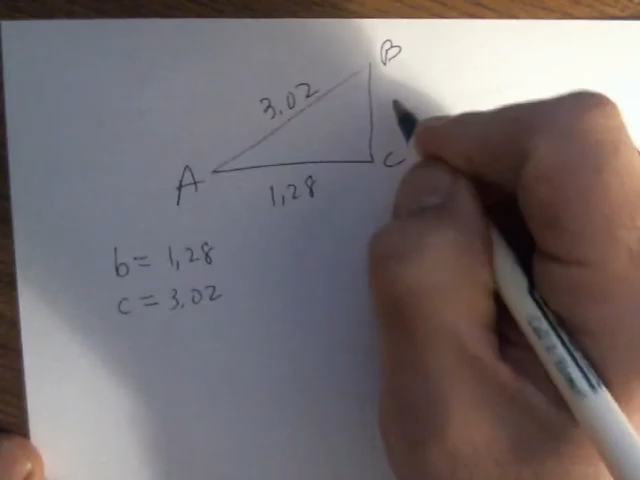 B
3.02
A
C
1,28
b = 1,28
c = 3.02